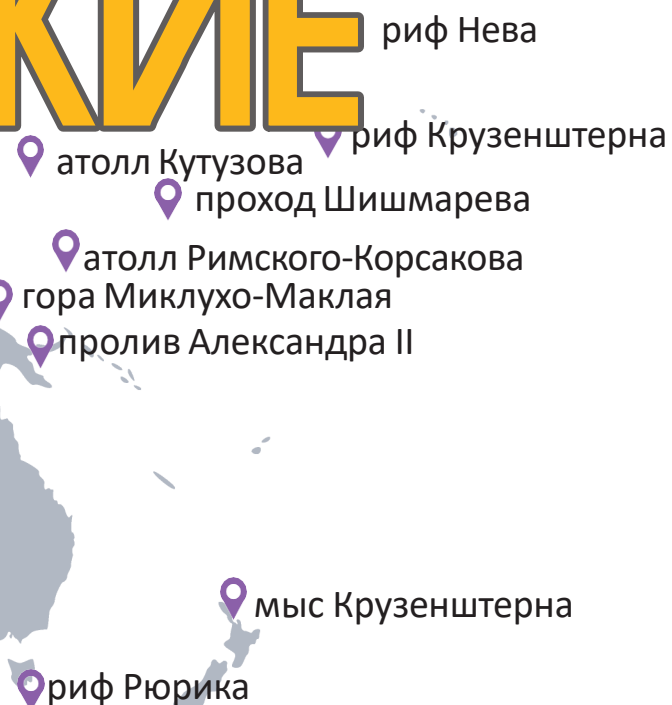 КИЕ
риф Нева
риф Крузенштерна
атолл Кутузова
проход Шишмарева
атолл Римского-Корсакова
гора Миклухо-Маклая
пролив Александра II
мыс Крузенштерна
риф Рюрика